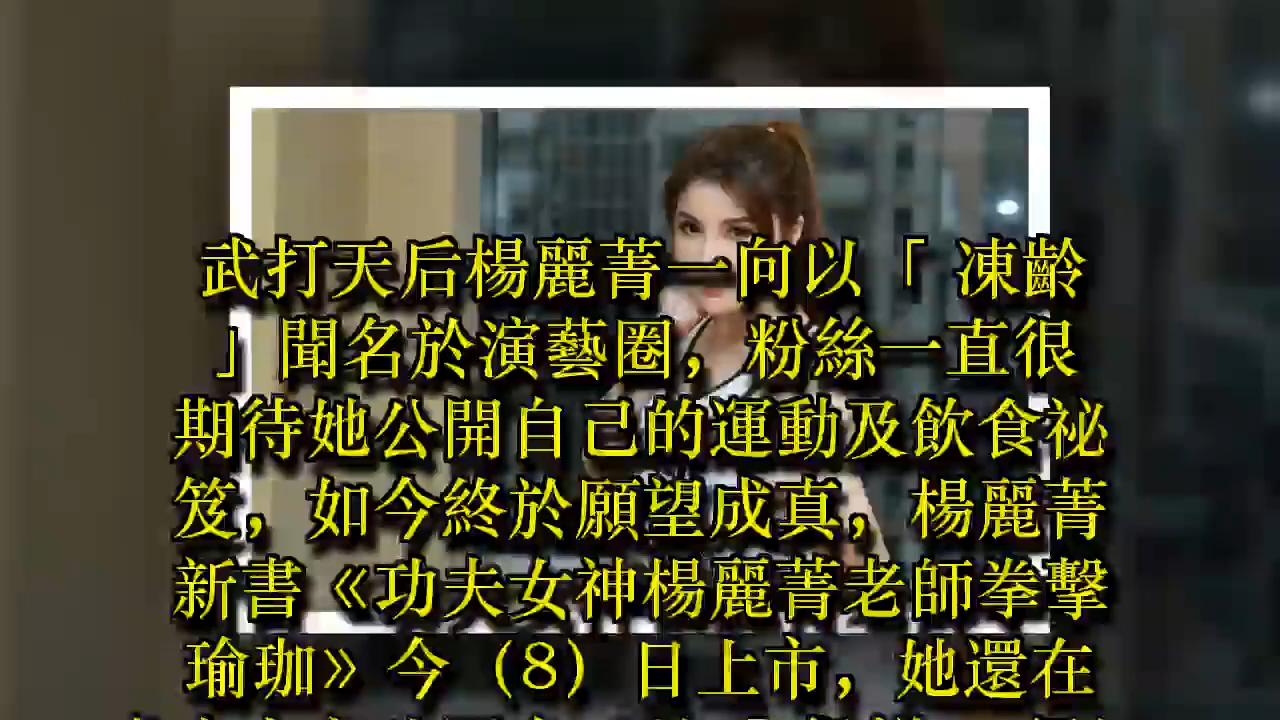 武打天后楊麗菁一向以「 凍齡
」聞名於演藝圈，粉絲一直很
期待她公開自己的運動及飲食祕
笈，如今終於願望成真，楊麗菁
新書《功夫女神楊麗菁老師拳擊
瑜珈》今（8）日上市，她還在